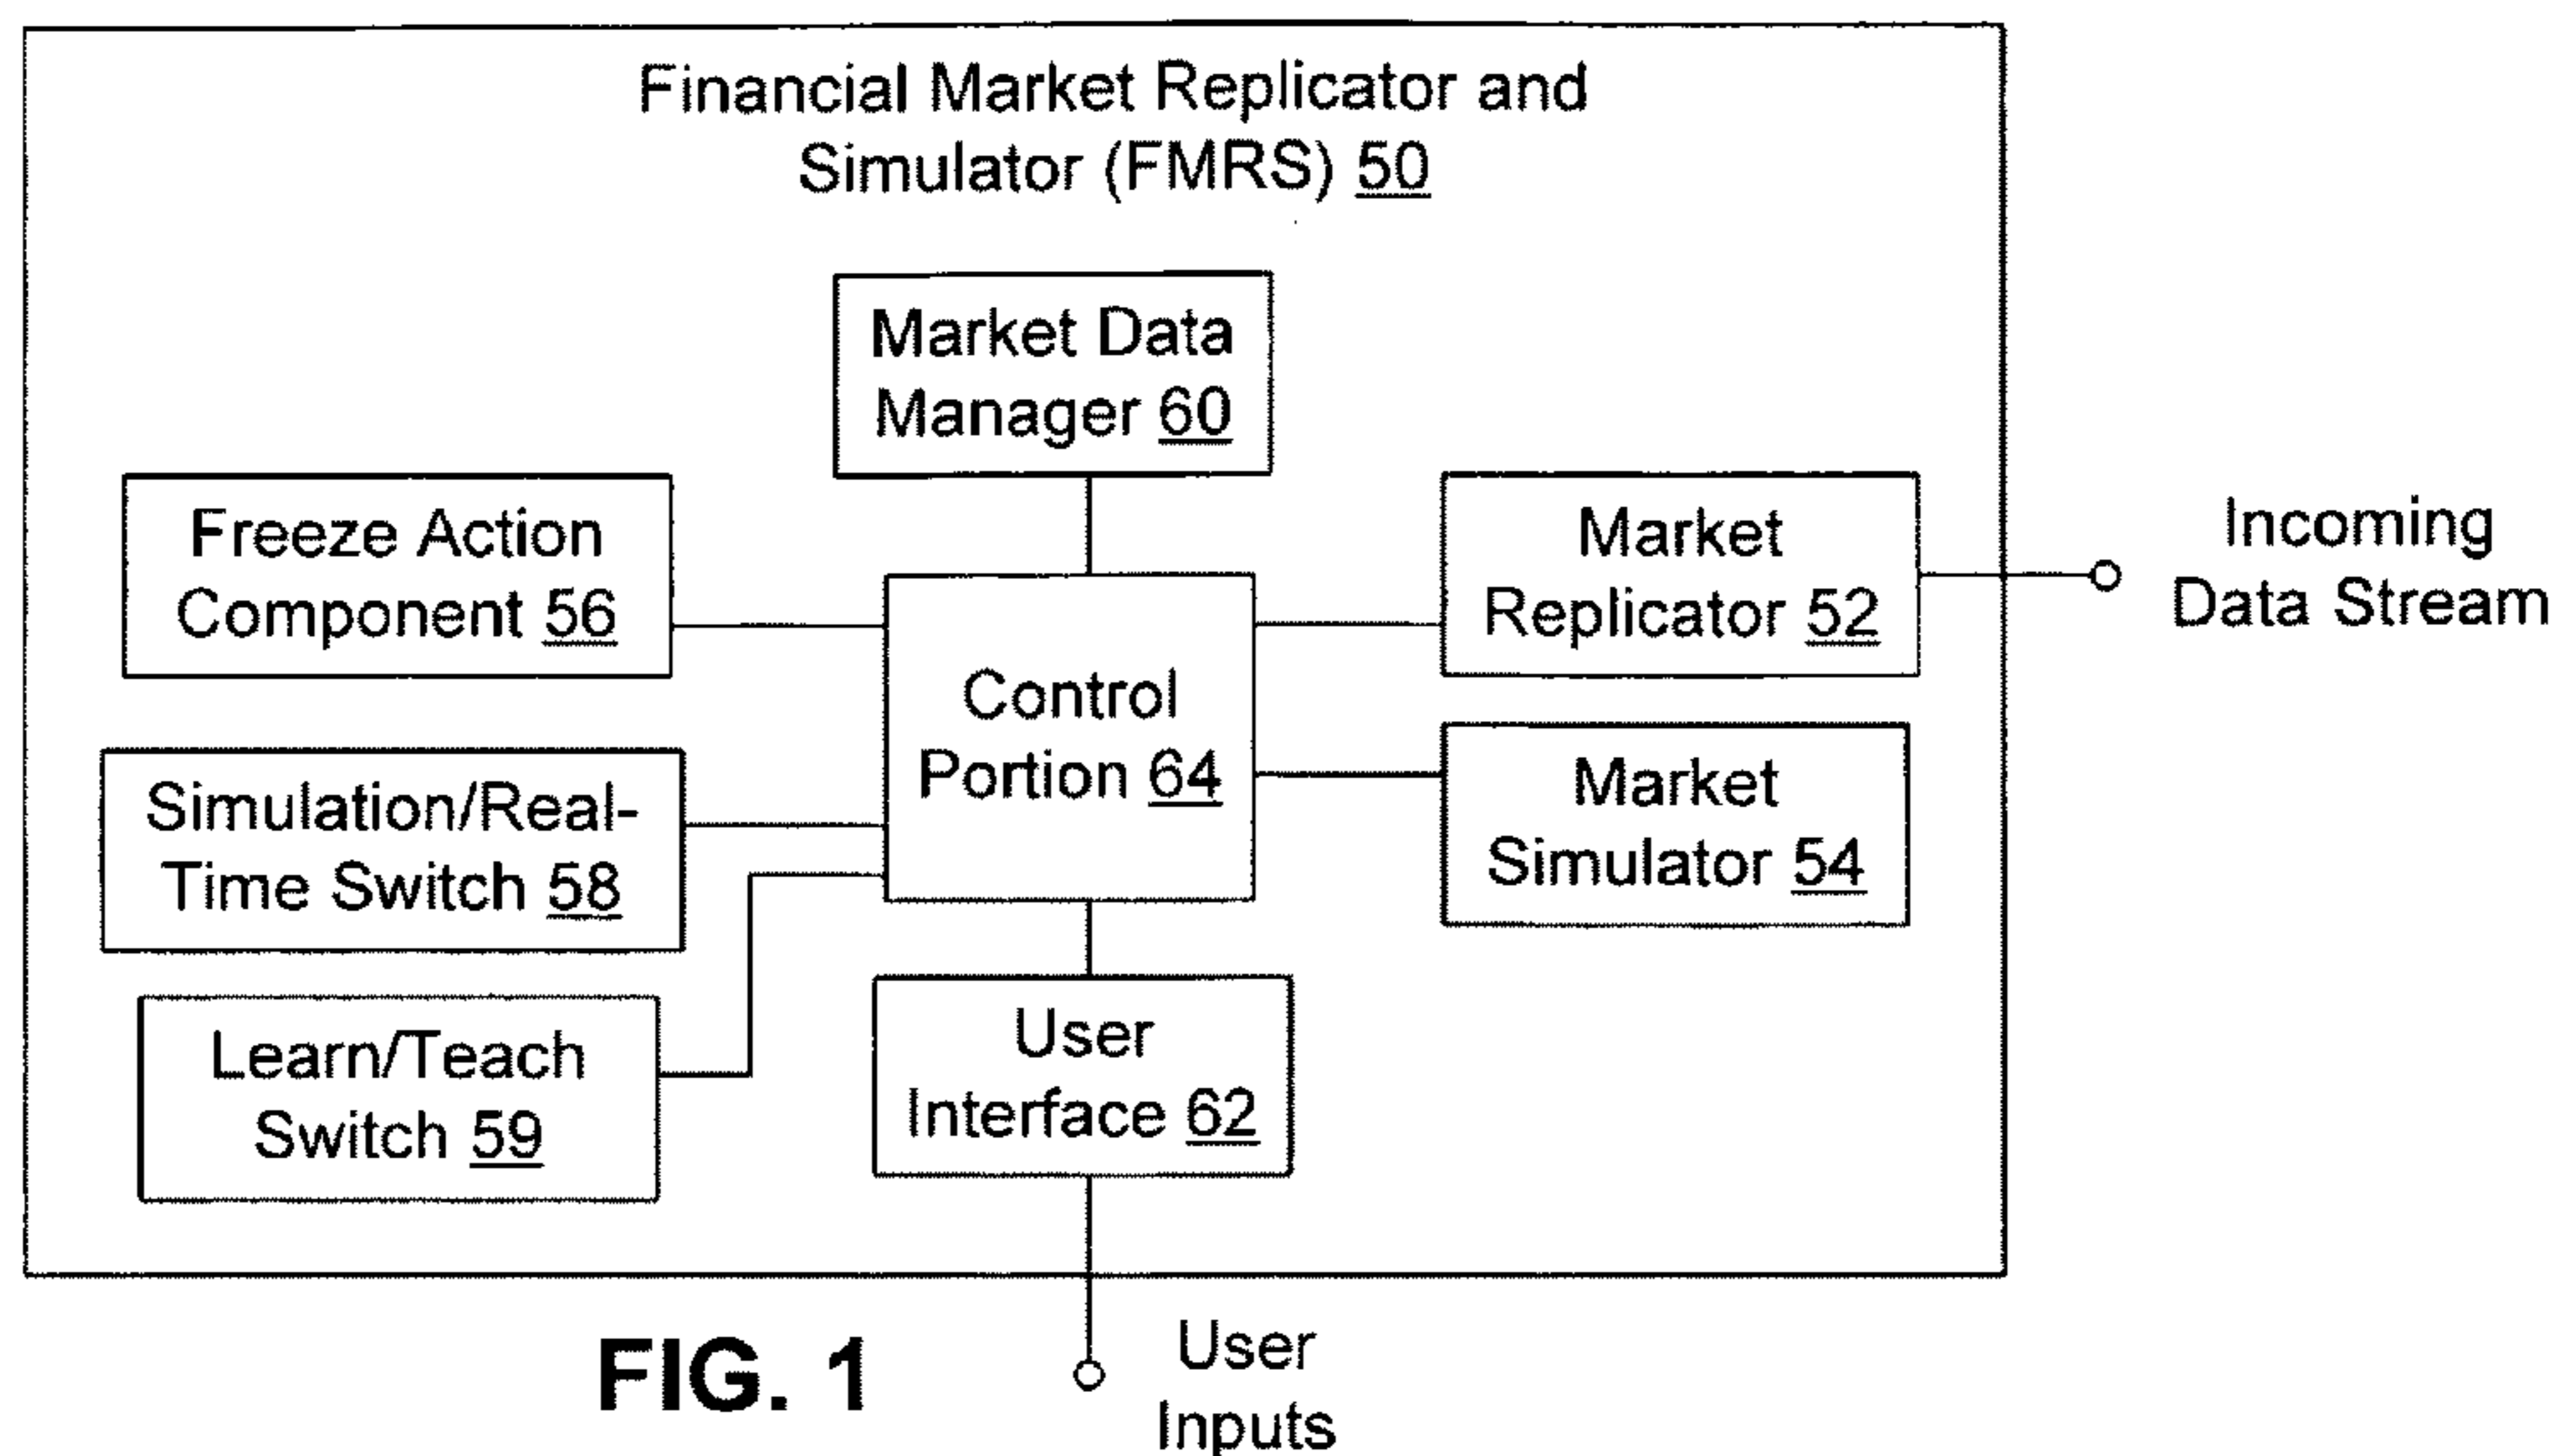 Financial Market Replicator and
Simulator (FMRS) 50
Market Data
Manager 60
Freeze Action
Component 56
Market
Replicator 52
Incoming
Data Stream
Control
Portion 64
Simulation/Real-
Time Switch 58
Market
Simulator 54
Learn/Teach
Switch 59
User
Interface 62
FIG. 1
User
Inputs